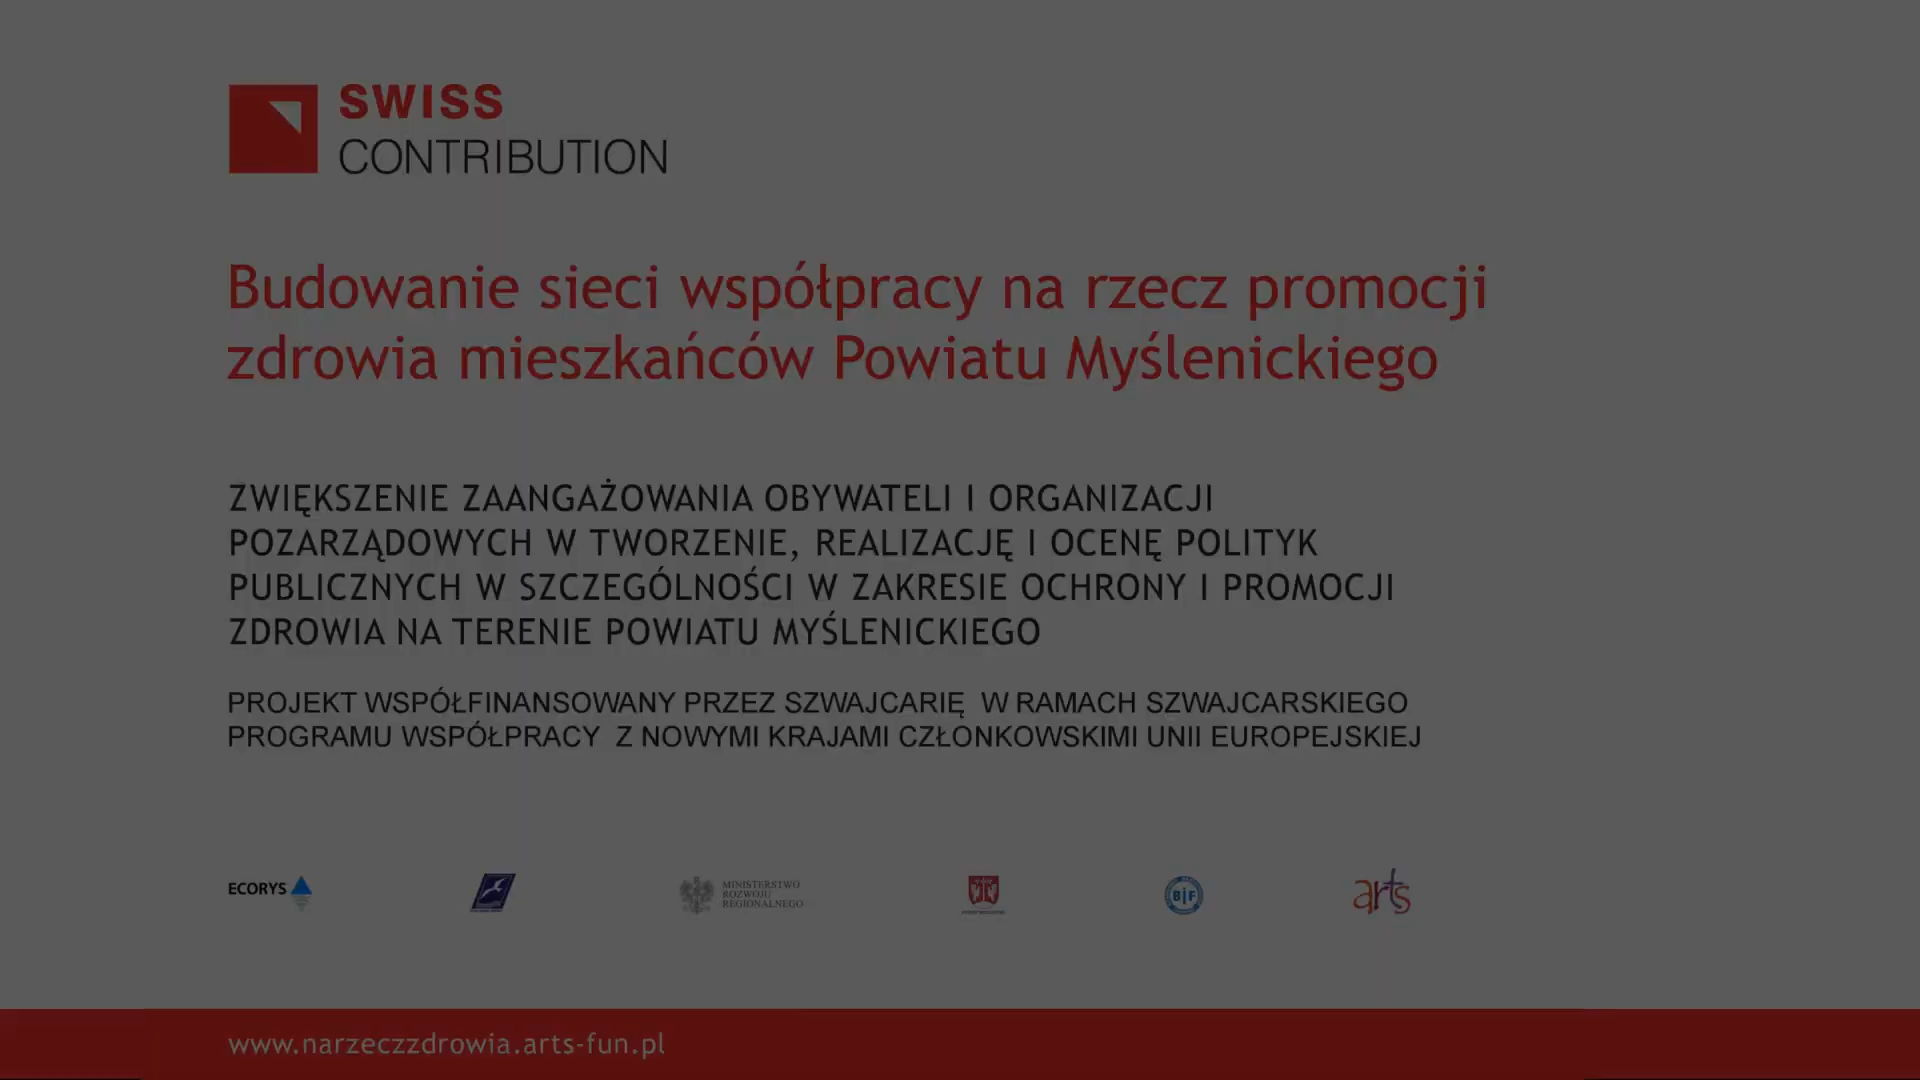 SWISS
CONTRIBUTION
Budowanie sieci współpracy na rzecz promocji
zdrowia mieszkańców Powiatu Myślenickiego
ZWIĘKSZENIE ZAANGAŻOWANIA OBYWATELI I ORGANIZACJI
POZARZĄDOWYCH W TWORZENIE, REALIZACJĘ I OCENĘ POLITYK
PUBLICZNYCH W SZCZEGÓLNOŚCI W ZAKRESIE OCHRONY I PROMOCJI
ZDROWIA NA TERENIE POWIATU MYŚLENICKIEGO
PROJEKT WSPÓŁFINANSOWANY PRZEZ SZWAJCARIĘ W RAMACH SZWAJCARSKIEGO
PROGRAMU WSPÓŁPRACY Z NOWYMI KRAJAMI CZŁONKOWSKIMI UNII EUROPEJSKIEJ
ECORYS
MINISTERSTWO
ROZWOJU
REGIONALNEGO
BIF
arts
www.narzeczzdrowia.arts-fun.pl